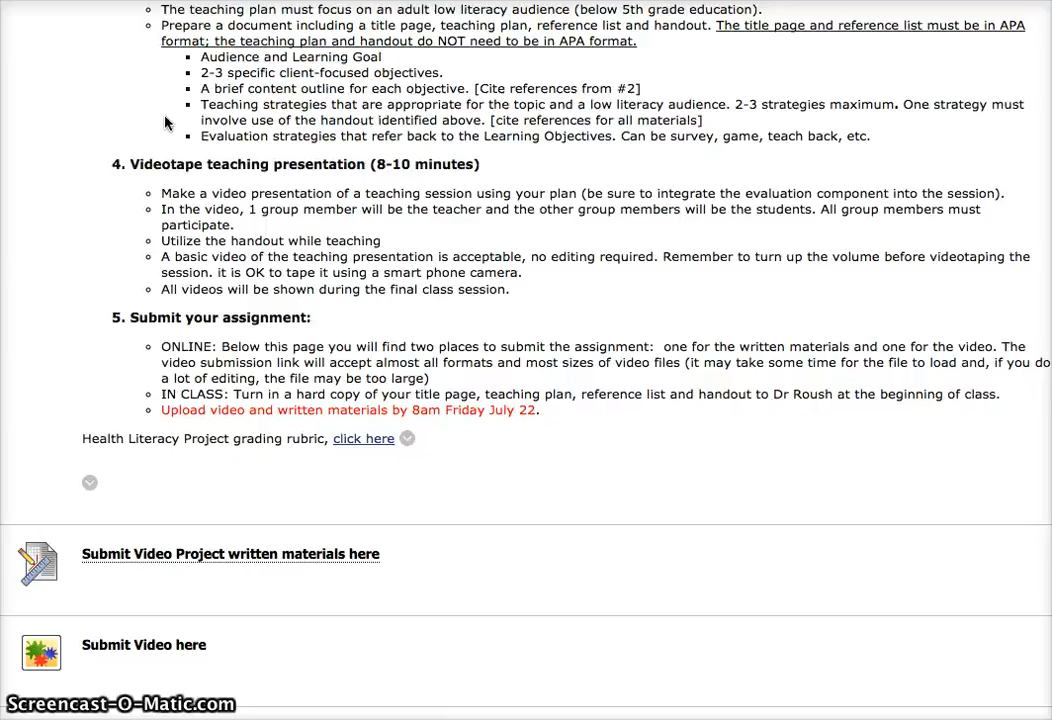 The teaching plan must focus on an adult low literacy audience (below 5th grade education).
Prepare a document including a title page, teaching plan, reference list and handout. The title page and reference list must be in APA
format; the teaching plan and handout do NOT need to be in APA format.
Audience and Learning Goal
2-3 specific client-focused objectives.
A brief content outline for each objective. [Cite references from #2]
Teaching strategies that are appropriate for the topic and a low literacy audience. 2-3 strategies maximum. One strategy must
involve use of the handout identified above. [cite references for all materials]
Evaluation strategies that refer back to the Learning Objectives. Can be survey, game, teach back, etc.
4. Videotape teaching presentation (8-10 minutes)
Make a video presentation of a teaching session using your plan (be sure to integrate the evaluation component into the session).
In the video, 1 group member will be the teacher and the other group members will be the students. All group members must
participate.
Utilize the handout while teaching
A basic video of the teaching presentation is acceptable, no editing required. Remember to turn up the volume before videotaping the
session. it is OK to tape it using a smart phone camera.
All videos will be shown during the final class session.
5. Submit your assignment:
ONLINE: Below this page you will find two places to submit the assignment: one for the written materials and one for the video. The
video submission link will accept almost all formats and most sizes of video files (it may take some time for the file to load and, if you do
a lot of editing, the file may be too large)
IN CLASS: Turn in a hard copy of your title page, teaching plan, reference list and handout to Dr Roush at the beginning of class.
Upload video and written materials by 8am Friday July 22.
Health Literacy Project grading rubric, click here
Submit Video Project written materials here
Submit Video here
Screencast-O-Matic.com